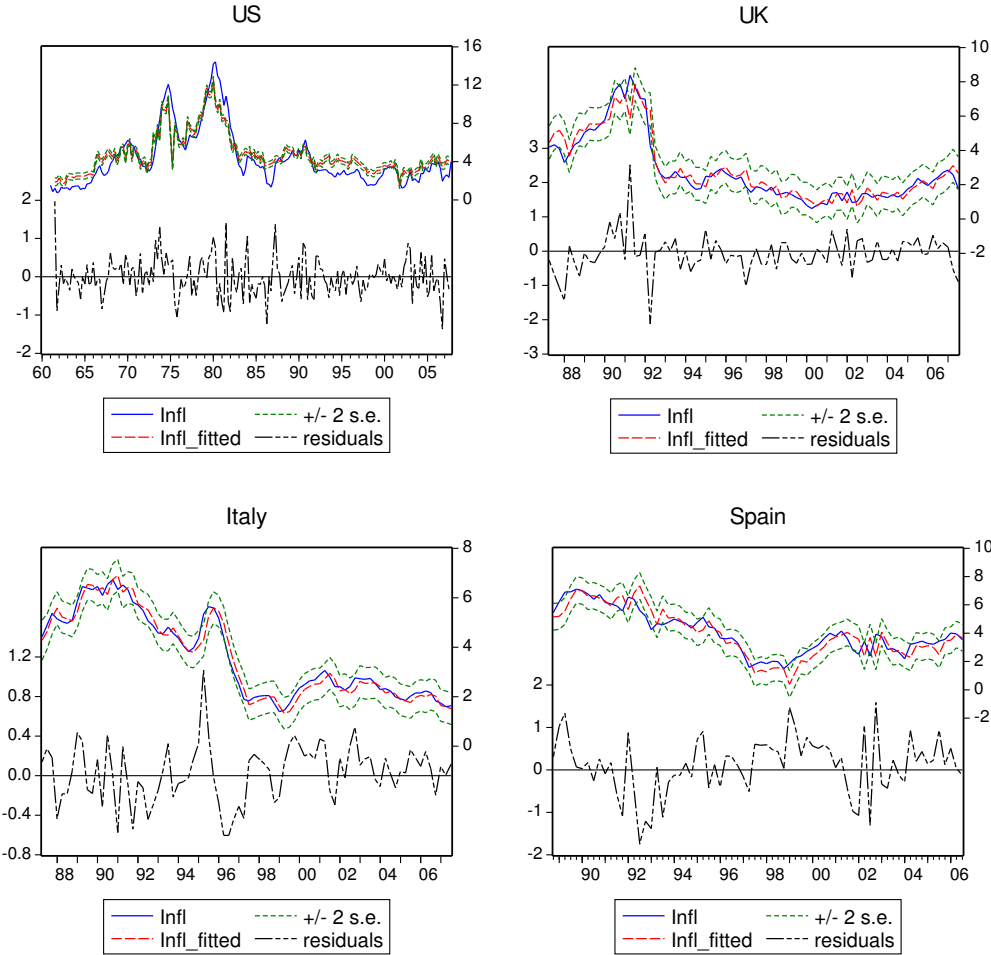 US
16
12
8
4
0
2
1
0
-1
-2
60 65 70 75 80 85 90 95 00 05
Infl +/- 2 s.e.
Infl_fitted residuals
UK
10
8
6
4
2
0
-2
3
2
1
0
-1
-2
-3
88 90 92 94 96 98 00 02 04 06
Infl +/- 2 s.e.
Infl_fitted residuals
Italy
8
6
4
2
0
1.2
0.8
0.4
0.0
-0.4
-0.8
88 90 92 94 96 98 00 02 04 06
Infl +/- 2 s.e.
Infl_fitted residuals
Spain
10
8
6
4
2
0
-2
2
1
0
-1
-2
90 92 94 96 98 00 02 04 06
Infl +/- 2 s.e.
Infl_fitted residuals